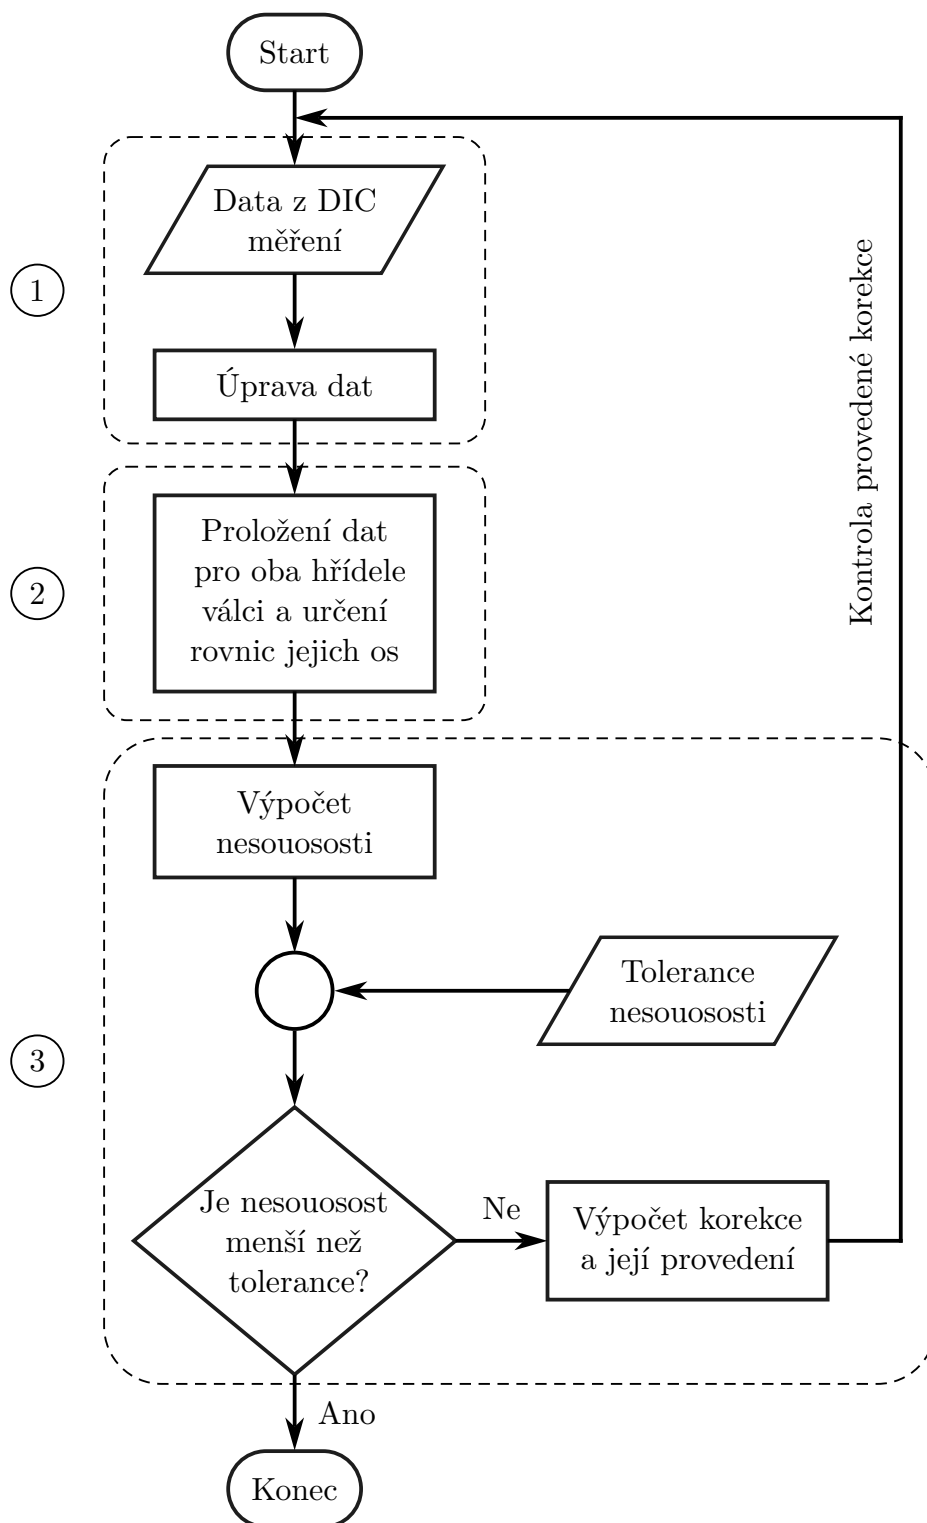 Start
Data z DIC
měření
1
Úprava dat
Proložení dat
pro oba hřídele
válci a určení
rovnic jejich os
2
Kontrola provedené korekce
Výpočet
nesouososti
Tolerance
nesouososti
3
Je nesouosost
menší než
tolerance?
Ne
Výpočet korekce
a její provedení
Ano
Konec